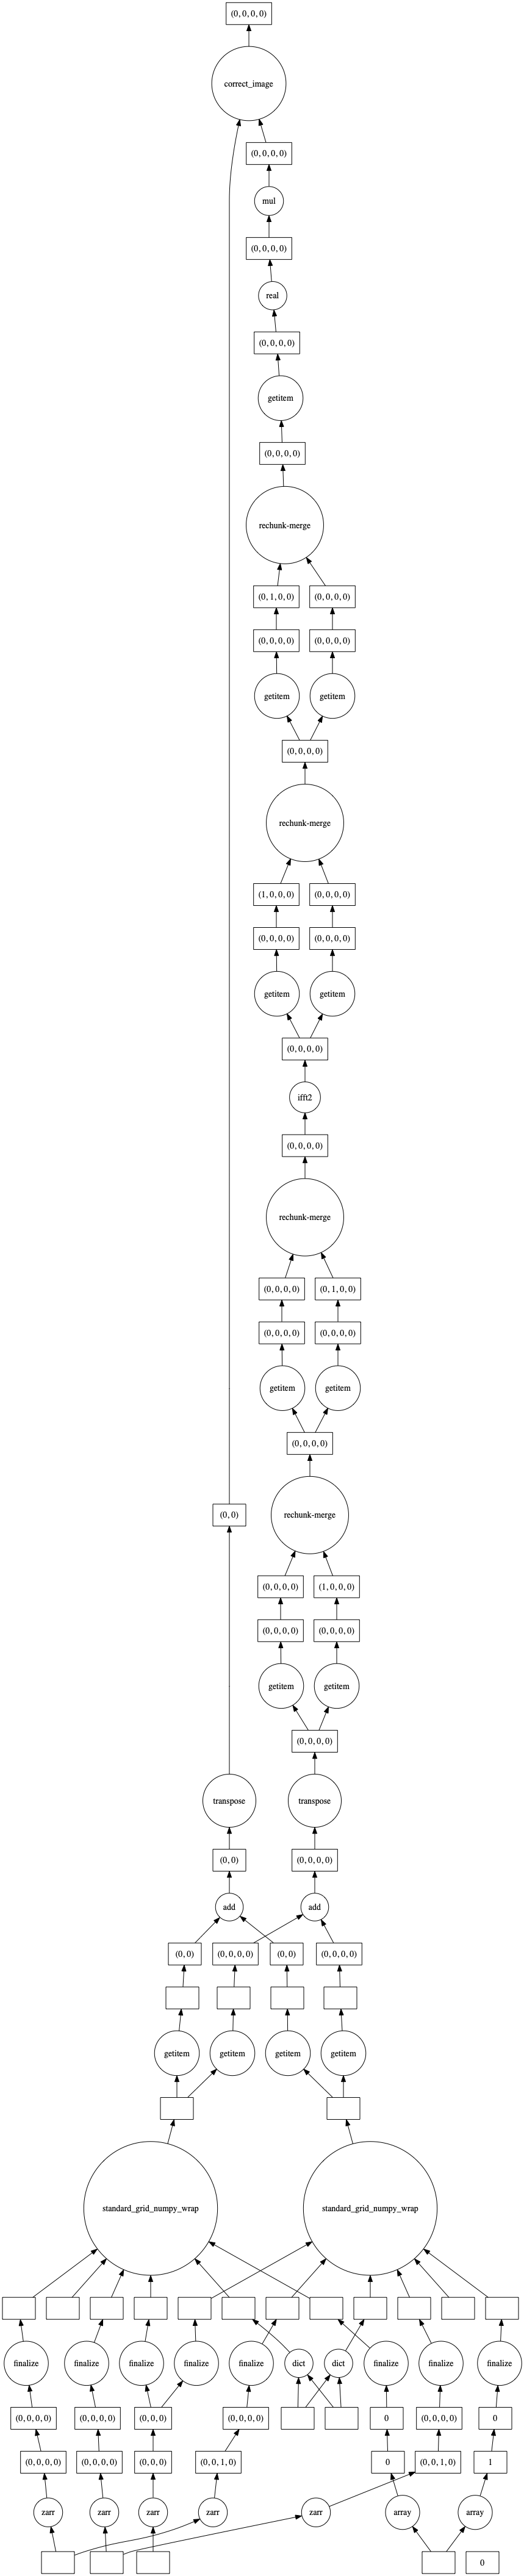 (0, 0, 0, 0)
correct_image
(0, 0, 0, 0)
mul
(0, 0, 0, 0)
real
(0, 0, 0, 0)
getitem
(0, 0, 0, 0)
rechunk-merge
(0, 1, 0, 0) (0, 0, 0, 0)
(0, 0, 0, 0) (0, 0, 0, 0)
getitem getitem
(0, 0, 0, 0)
rechunk-merge
(1, 0, 0, 0) (0, 0, 0, 0)
(0, 0, 0, 0) (0, 0, 0, 0)
getitem getitem
(0, 0, 0, 0)
ifft2
(0, 0, 0, 0)
rechunk-merge
(0, 0, 0, 0) (0, 1, 0, 0)
(0, 0, 0, 0) (0, 0, 0, 0)
getitem getitem
(0, 0, 0, 0)
(0, 0) rechunk-merge
(0, 0, 0, 0) (1, 0, 0, 0)
(0, 0, 0, 0) (0, 0, 0, 0)
getitem getitem
(0, 0, 0, 0)
transpose transpose
(0, 0) (0, 0, 0, 0)
add add
(0, 0) (0, 0, 0, 0) (0, 0) (0, 0, 0, 0)
getitem getitem getitem getitem
standard_grid_numpy_wrap standard_grid_numpy_wrap
finalize finalize finalize finalize finalize dict dict finalize finalize finalize
(0, 0, 0, 0) (0, 0, 0, 0) (0, 0, 0) (0, 0, 0, 0) 0 (0, 0, 0, 0) 0
(0, 0, 0, 0) (0, 0, 0, 0) (0, 0, 0) (0, 0, 1, 0) 0 (0, 0, 1, 0) 1
zarr zarr zarr zarr zarr array array
0